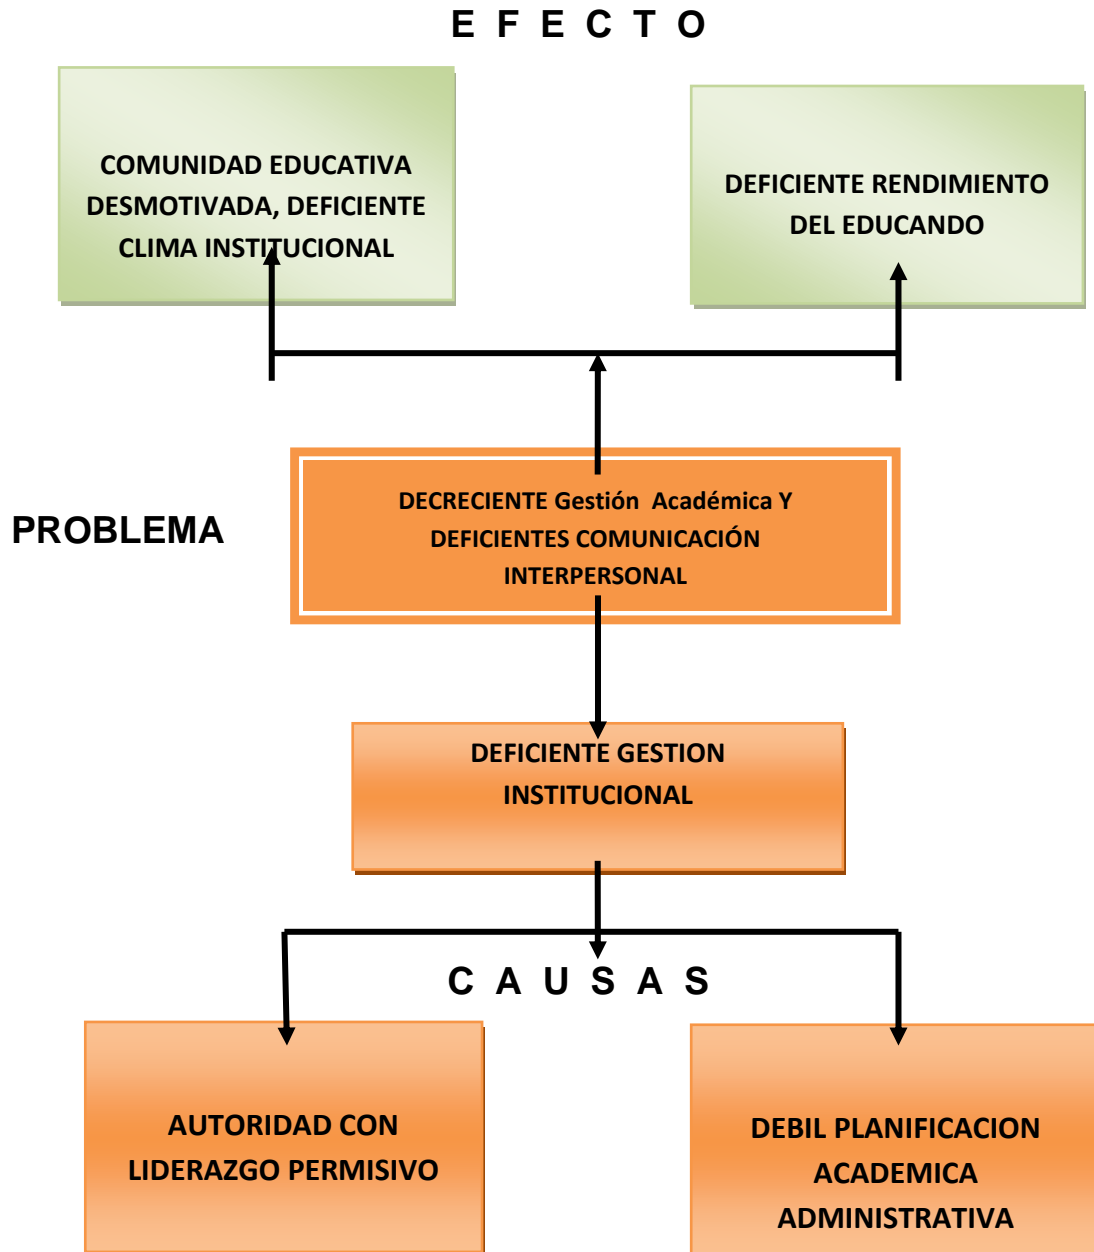 E F E C T O
COMUNIDAD EDUCATIVA
DESMOTIVADA, DEFICIENTE
CLIMA INSTITUCIONAL
DEFICIENTE RENDIMIENTO
DEL EDUCANDO
PROBLEMA
DECRECIENTE Gestión Académica Y
DEFICIENTES COMUNICACIÓN
INTERPERSONAL
DEFICIENTE GESTION
INSTITUCIONAL
C A U S A S
AUTORIDAD CON
LIDERAZGO PERMISIVO
DEBIL PLANIFICACION
ACADEMICA
ADMINISTRATIVA